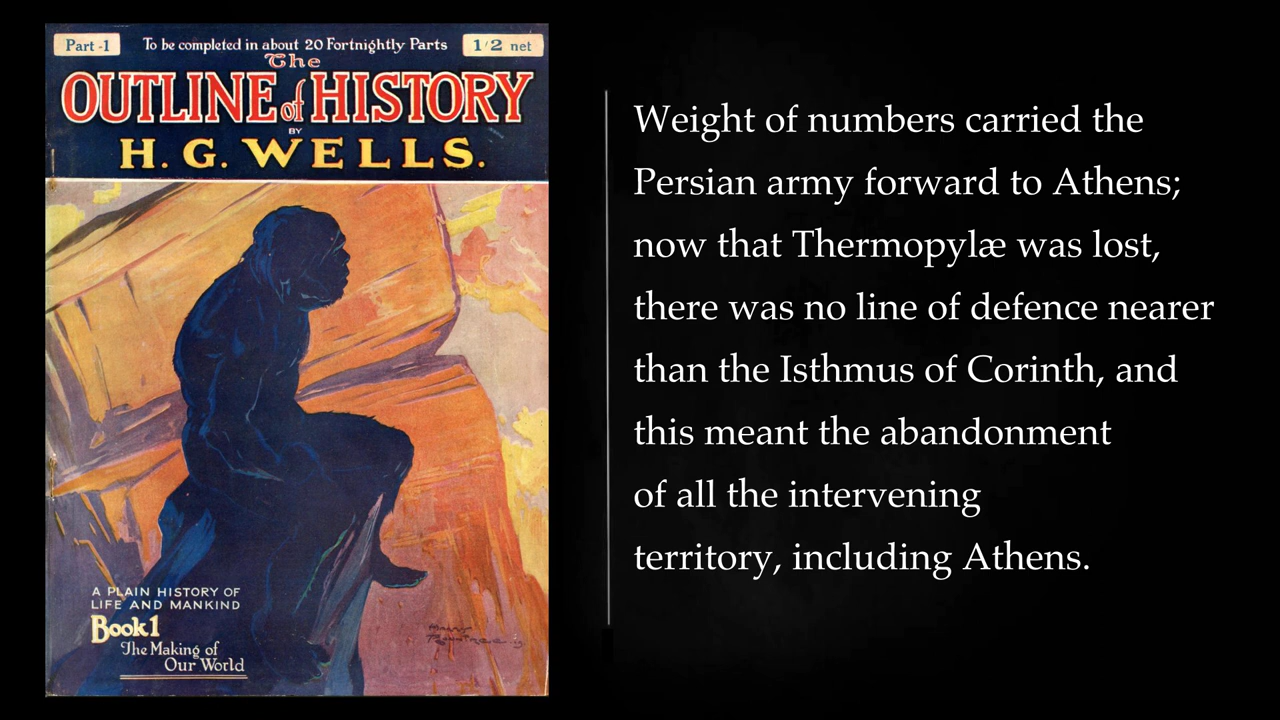 Part -1
To be completed in about 20 Fortnightly Parts
1/2 net
The
OUTLINE of HISTORY
BY
H. G. WELLS.
A PLAIN HISTORY OF
LIFE AND MANKIND
Book 1
The Making of
Our World
Weight of numbers carried the
Persian army forward to Athens;
now that Thermopylæ was lost,
there was no line of defence nearer
than the Isthmus of Corinth, and
this meant the abandonment
of all the intervening
territory, including Athens.